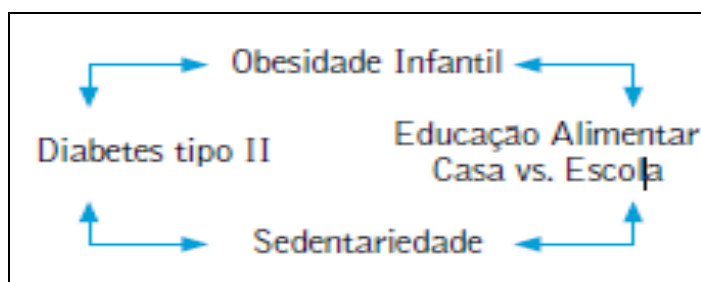 Obesidade Infantil
Diabetes tipo II
Educação Alimentar
Casa vs. Escola
Sedentariedade